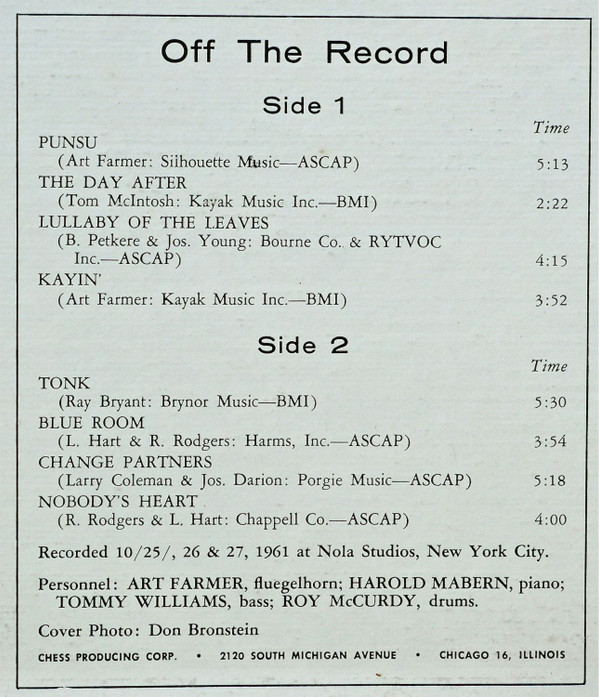 Off The Record
Side 1
Time
PUNSU
(Art Farmer: Silhouette Music—ASCAP) 5:13
THE DAY AFTER
(Tom McIntosh: Kayak Music Inc.—BMI) 2:22
LULLABY OF THE LEAVES
(B. Petkere & Jos. Young: Bourne Co. & RYTVOC
Inc.—ASCAP) 4:15
KAYIN'
(Art Farmer: Kayak Music Inc.—BMI) 3:52
Side 2
Time
TONK
(Ray Bryant: Brynor Music—BMI) 5:30
BLUE ROOM
(L. Hart & R. Rodgers: Harms, Inc.—ASCAP) 3:54
CHANGE PARTNERS
(Larry Coleman & Jos. Darion: Porgie Music—ASCAP) 5:18
NOBODY'S HEART
(R. Rodgers & L. Hart: Chappell Co.—ASCAP) 4:00
Recorded 10/25/, 26 & 27, 1961 at Nola Studios, New York City.
Personnel: ART FARMER, fluegelhorn; HAROLD MABERN, piano;
TOMMY WILLIAMS, bass; ROY McCURDY, drums.
Cover Photo: Don Bronstein
CHESS PRODUCING CORP. • 2120 SOUTH MICHIGAN AVENUE • CHICAGO 16, ILLINOIS